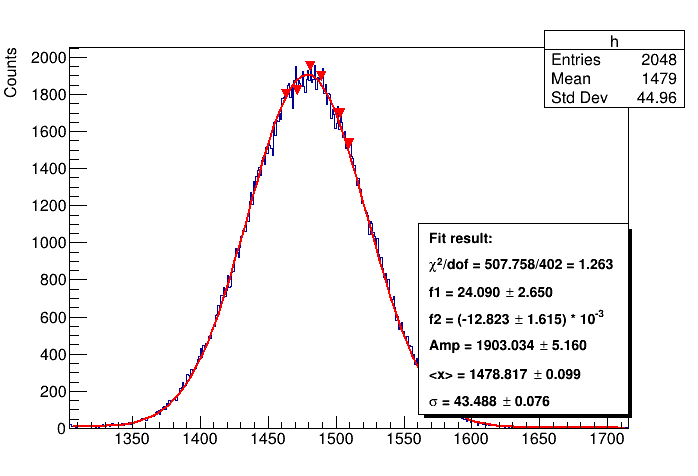 h
Entries 2048
Mean 1479
Std Dev 44.96
Counts
2000
1800
1600
1400
1200
1000
800
600
400
200
0
Fit result:
χ²/dof = 507.758/402 = 1.263
f1 = 24.090 ± 2.650
f2 = (-12.823 ± 1.615) * 10⁻³
Amp = 1903.034 ± 5.160
<x> = 1478.817 ± 0.099
σ = 43.488 ± 0.076
1350 1400 1450 1500 1550 1600 1650 1700